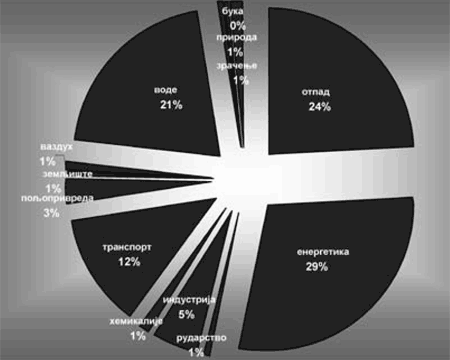 бука
0%
природа
1%
зрачење
1%
отпад
24%
воде
21%
ваздух
1%
земљиште
1%
пољопривреда
3%
енергетика
29%
транспорт
12%
индустрија
5%
хемикалије
1%
рударство
1%